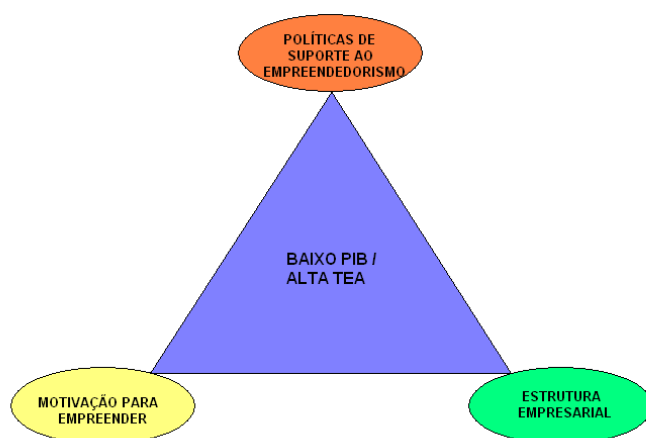 POLÍTICAS DE
SUPORTE AO
EMPREENDEDORISMO
BAIXO PIB /
ALTA TEA
MOTIVAÇÃO PARA
EMPREENDER
ESTRUTURA
EMPRESARIAL